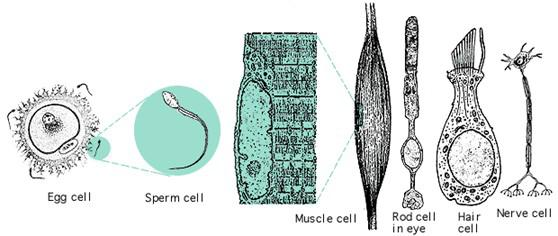 Egg cell
Sperm cell
Muscle cell
Rod cell
in eye
Hair
cell
Nerve cell